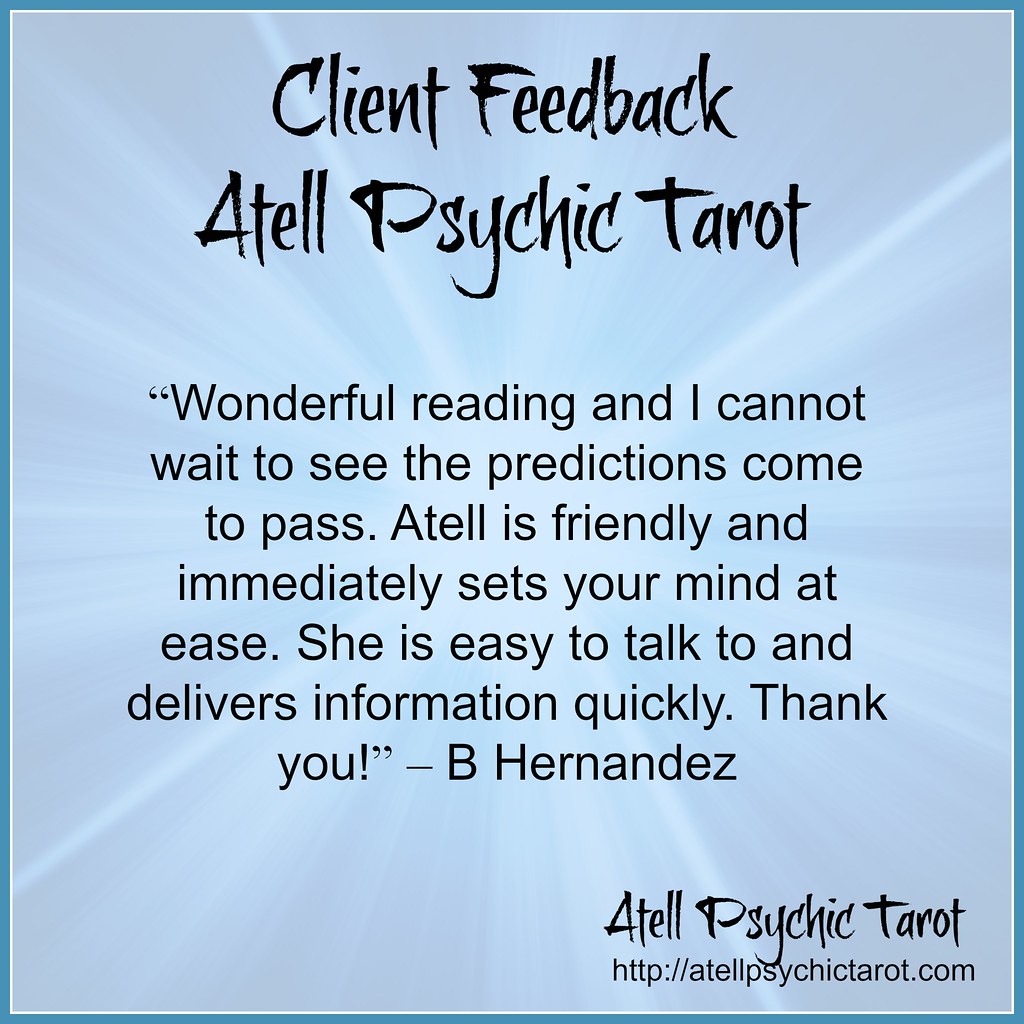 Client Feedback
Atell Psychic Tarot
“Wonderful reading and I cannot
wait to see the predictions come
to pass. Atell is friendly and
immediately sets your mind at
ease. She is easy to talk to and
delivers information quickly. Thank
you!” – B Hernandez
Atell Psychic Tarot
http://atellpsychictarot.com